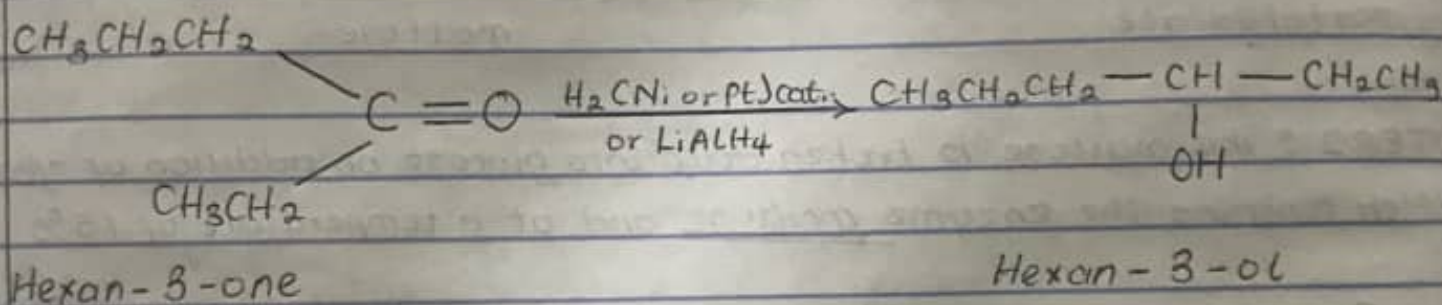 CH₃CH₂CH₂
C=O H₂(Ni or Pt)cat. CH₃CH₂CH₂—CH—CH₂CH₃
or LiALH4
OH
CH₃CH₂
Hexan-3-one Hexan-3-ol